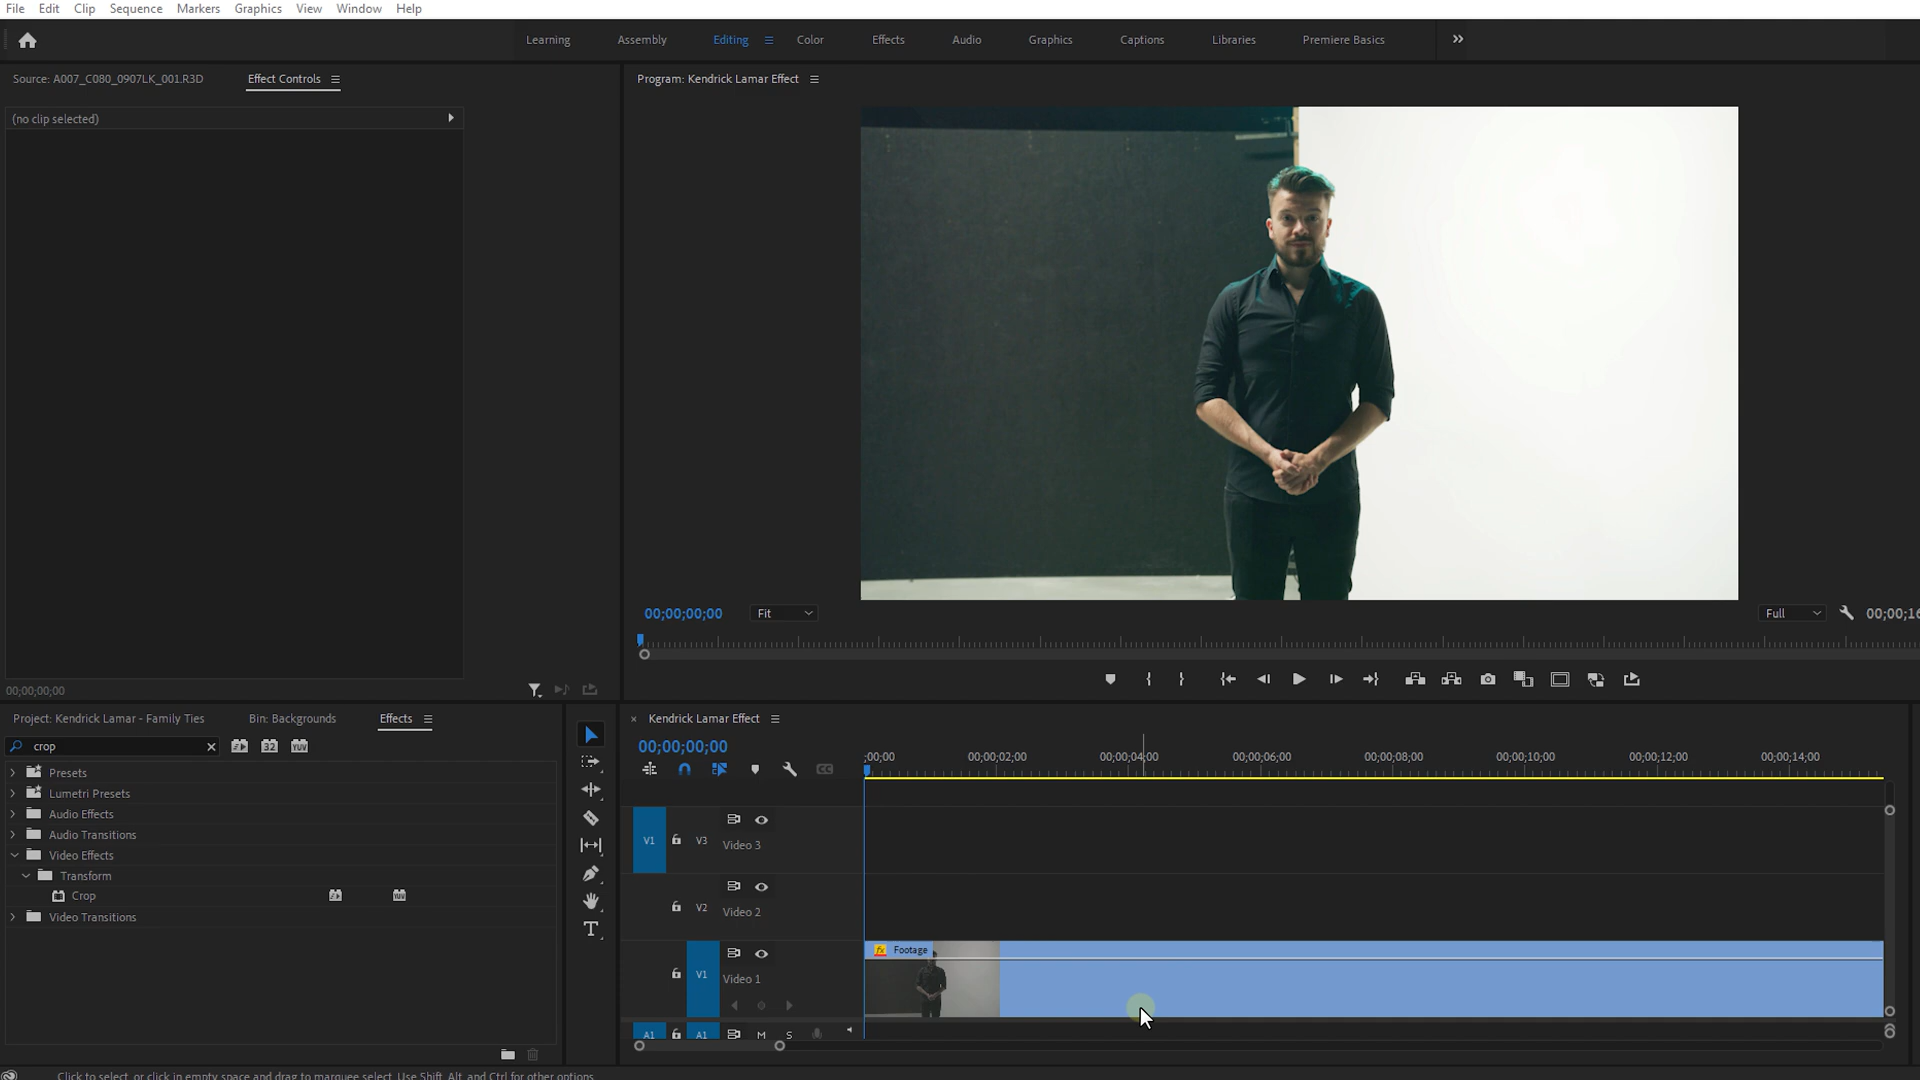 File Edit Clip Sequence Markers Graphics View Window Help
Learning Assembly Editing Color Effects Audio Graphics Captions Libraries Premiere Basics
Source: A007_C080_0907LK_001.R3D Effect Controls
(no clip selected)
00;00;00;00
Program: Kendrick Lamar Effect
00;00;00;00 Fit Full 00;00;16
Project: Kendrick Lamar - Family Ties Bin: Backgrounds Effects
crop 32 YUV
Presets
Lumetri Presets
Audio Effects
Audio Transitions
Video Effects
Transform
Crop YUV
Video Transitions
Kendrick Lamar Effect
00;00;00;00
CC
;00;00 00;00;02;00 00;00;04;00 00;00;06;00 00;00;08;00 00;00;10;00 00;00;12;00 00;00;14;00
V1 V3
Video 3
V2
Video 2
fx Footage
V1
Video 1
A1 A1 M S
T
Click to select, or click in empty space and drag to marquee select. Use Shift, Alt, and Ctrl for other options.